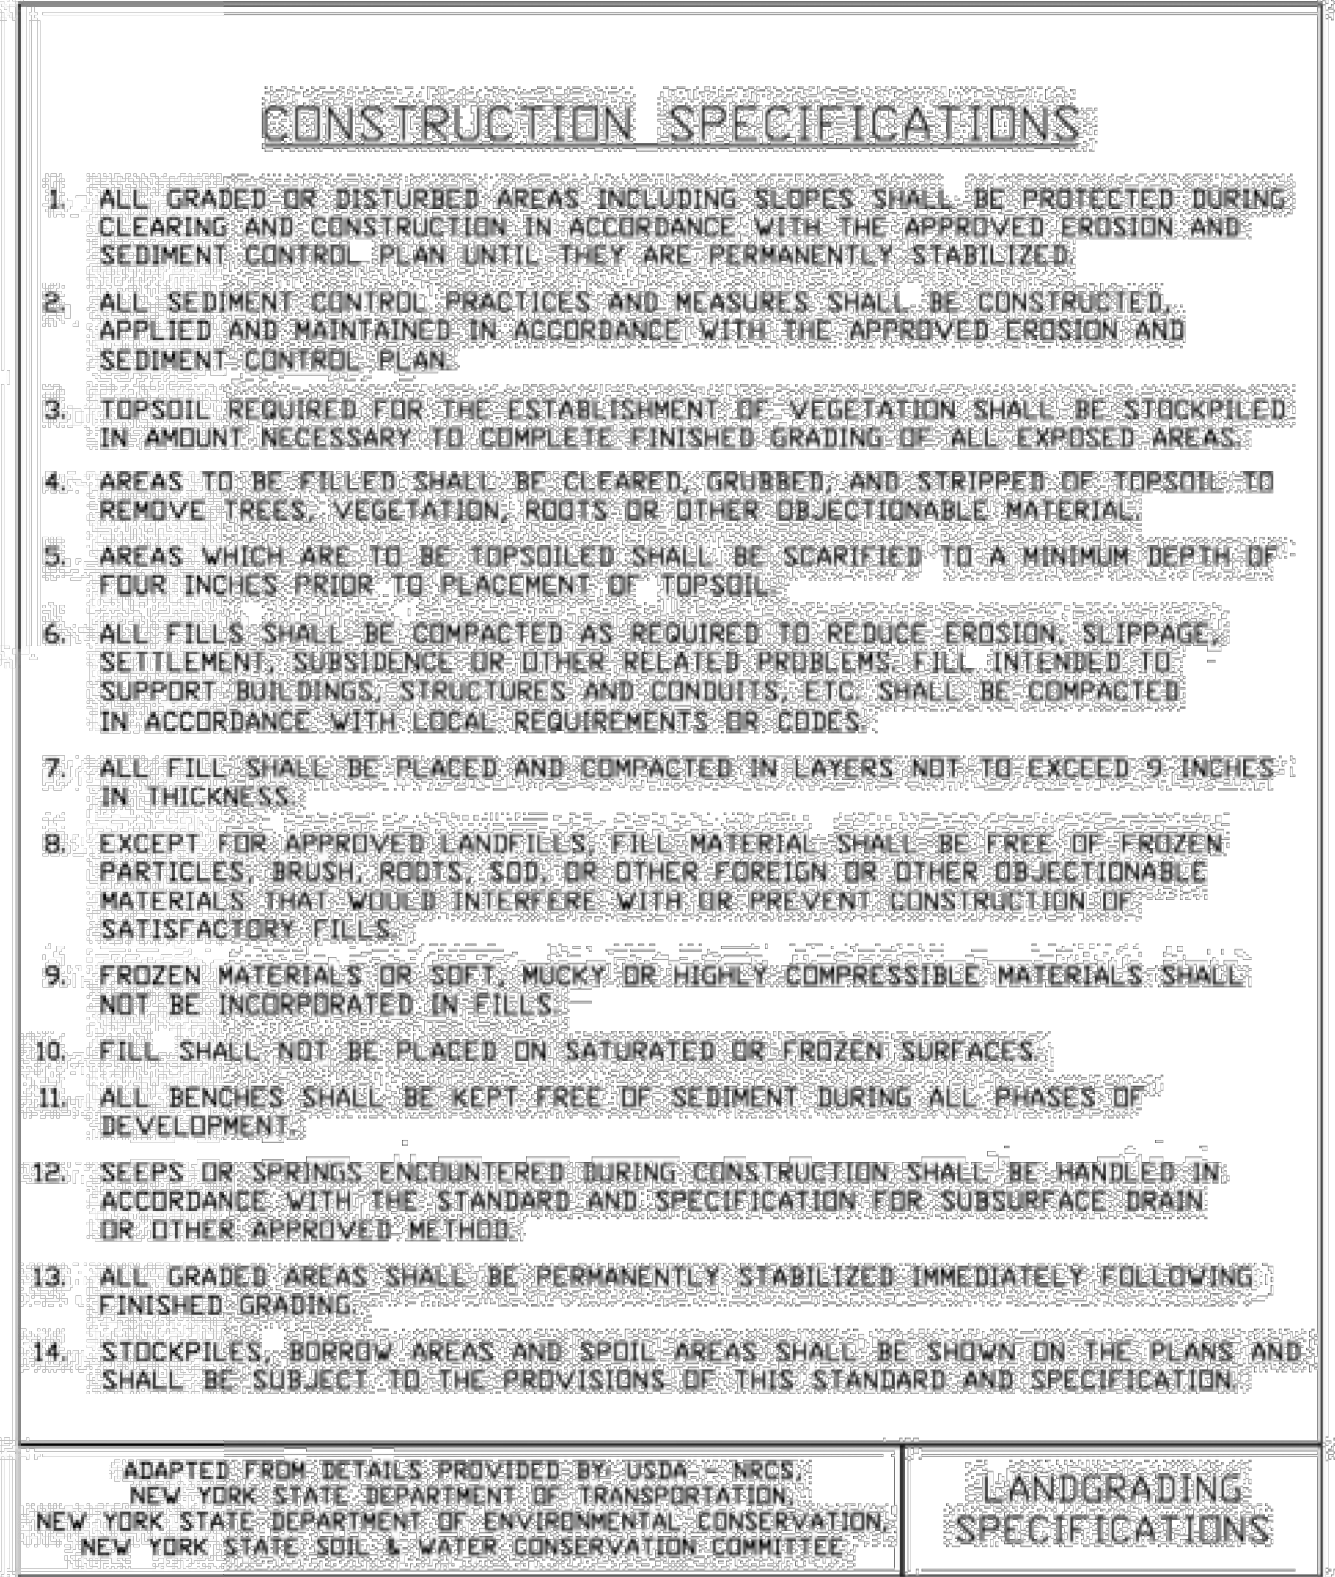 CONSTRUCTION SPECIFICATIONS
1. ALL GRADED OR DISTURBED AREAS INCLUDING SLOPES SHALL BE PROTECTED DURING
CLEARING AND CONSTRUCTION IN ACCORDANCE WITH THE APPROVED EROSION AND
SEDIMENT CONTROL PLAN UNTIL THEY ARE PERMANENTLY STABILIZED.
2. ALL SEDIMENT CONTROL PRACTICES AND MEASURES SHALL BE CONSTRUCTED,
APPLIED AND MAINTAINED IN ACCORDANCE WITH THE APPROVED EROSION AND
SEDIMENT CONTROL PLAN.
3. TOPSOIL REQUIRED FOR THE ESTABLISHMENT OF VEGETATION SHALL BE STOCKPILED
IN AMOUNT NECESSARY TO COMPLETE FINISHED GRADING OF ALL EXPOSED AREAS.
4. AREAS TO BE FILLED SHALL BE CLEARED, GRUBBED, AND STRIPPED OF TOPSOIL TO
REMOVE TREES, VEGETATION, ROOTS OR OTHER OBJECTIONABLE MATERIAL.
5. AREAS WHICH ARE TO BE TOPSOILED SHALL BE SCARIFIED TO A MINIMUM DEPTH OF
FOUR INCHES PRIOR TO PLACEMENT OF TOPSOIL.
6. ALL FILLS SHALL BE COMPACTED AS REQUIRED TO REDUCE EROSION, SLIPPAGE,
SETTLEMENT, SUBSIDENCE OR OTHER RELATED PROBLEMS. FILL INTENDED TO
SUPPORT BUILDINGS, STRUCTURES AND CONDUITS, ETC. SHALL BE COMPACTED
IN ACCORDANCE WITH LOCAL REQUIREMENTS OR CODES.
7. ALL FILL SHALL BE PLACED AND COMPACTED IN LAYERS NOT TO EXCEED 9 INCHES
IN THICKNESS.
8. EXCEPT FOR APPROVED LANDFILLS, FILL MATERIAL SHALL BE FREE OF FROZEN
PARTICLES, BRUSH, ROOTS, SOD, OR OTHER FOREIGN OR OTHER OBJECTIONABLE
MATERIALS THAT WOULD INTERFERE WITH OR PREVENT CONSTRUCTION OF
SATISFACTORY FILLS.
9. FROZEN MATERIALS OR SOFT, MUCKY OR HIGHLY COMPRESSIBLE MATERIALS SHALL
NOT BE INCORPORATED IN FILLS.
10. FILL SHALL NOT BE PLACED ON SATURATED OR FROZEN SURFACES.
11. ALL BENCHES SHALL BE KEPT FREE OF SEDIMENT DURING ALL PHASES OF
DEVELOPMENT.
12. SEEPS OR SPRINGS ENCOUNTERED DURING CONSTRUCTION SHALL BE HANDLED IN
ACCORDANCE WITH THE STANDARD AND SPECIFICATION FOR SUBSURFACE DRAIN
OR OTHER APPROVED METHOD.
13. ALL GRADED AREAS SHALL BE PERMANENTLY STABILIZED IMMEDIATELY FOLLOWING
FINISHED GRADING.
14. STOCKPILES, BORROW AREAS AND SPOIL AREAS SHALL BE SHOWN ON THE PLANS AND
SHALL BE SUBJECT TO THE PROVISIONS OF THIS STANDARD AND SPECIFICATION.
ADAPTED FROM DETAILS PROVIDED BY: USDA - NRCS,
NEW YORK STATE DEPARTMENT OF TRANSPORTATION,
NEW YORK STATE DEPARTMENT OF ENVIRONMENTAL CONSERVATION,
NEW YORK STATE SOIL & WATER CONSERVATION COMMITTEE
LANDGRADING
SPECIFICATIONS